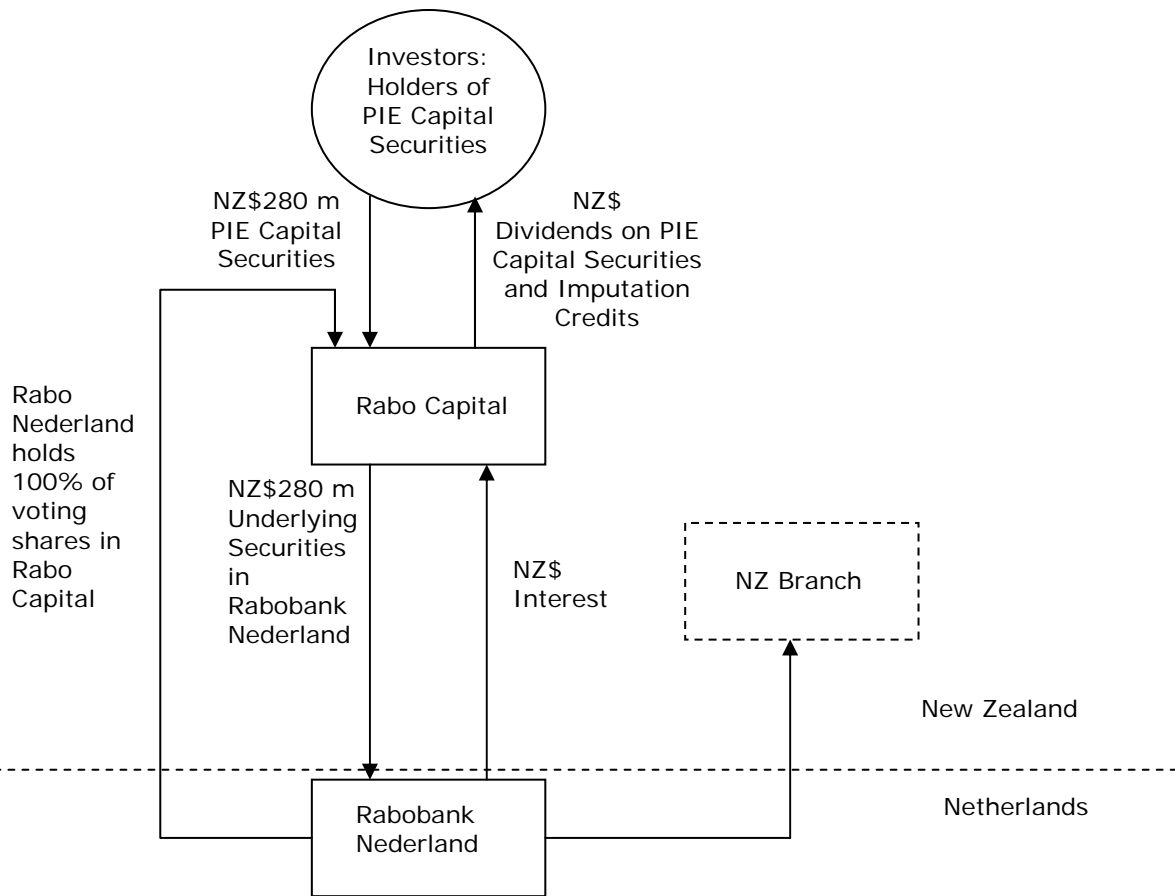 Investors:
Holders of
PIE Capital
Securities
NZ$280 m
PIE Capital
Securities
NZ$
Dividends on PIE
Capital Securities
and Imputation
Credits
Rabo Capital
Rabo
Nederland
holds
100% of
voting
shares in
Rabo
Capital
NZ$280 m
Underlying
Securities
in
Rabobank
Nederland
NZ$
Interest
NZ Branch
New Zealand
Netherlands
Rabobank
Nederland